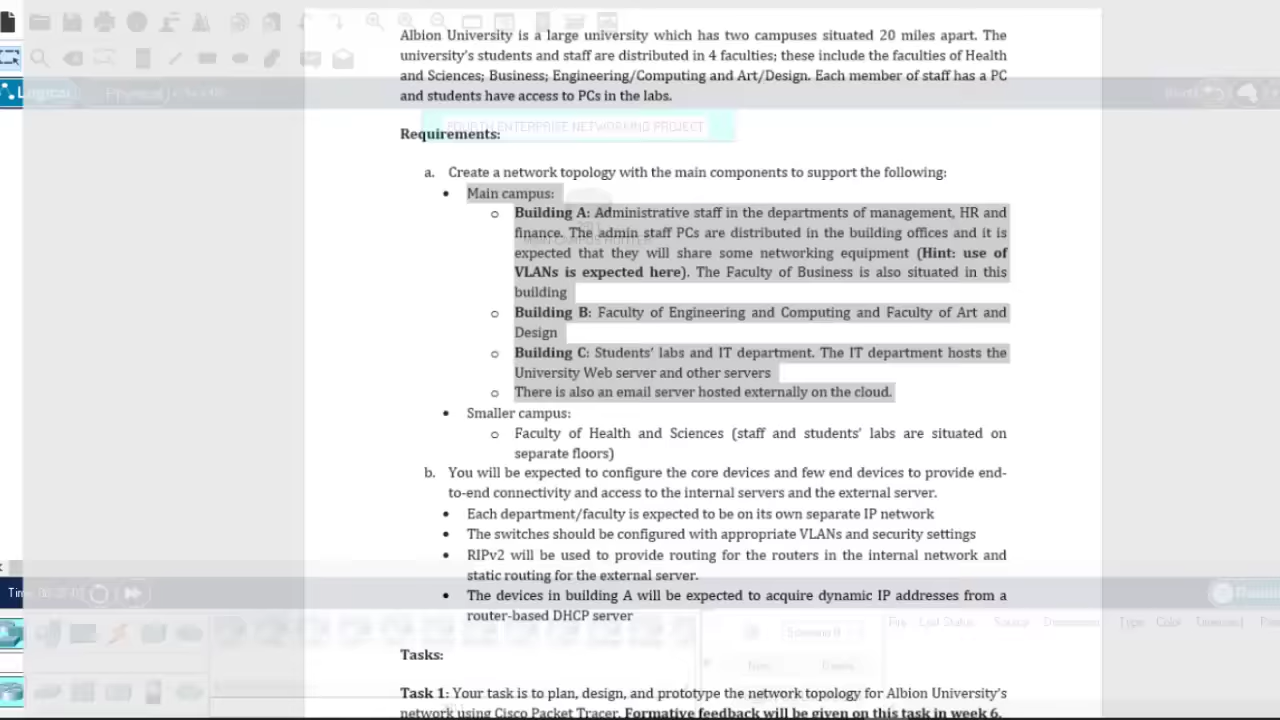 Albion University is a large university which has two campuses situated 20 miles apart. The
university's students and staff are distributed in 4 faculties; these include the faculties of Health
and Sciences; Business; Engineering/Computing and Art/Design. Each member of staff has a PC
and students have access to PCs in the labs.
Logical
Physical
FOURTH ENTERPRISE NETWORKING PROJECT
Requirements:
a. Create a network topology with the main components to support the following:
• Main campus:
o Building A: Administrative staff in the departments of management, HR and
finance. The admin staff PCs are distributed in the building offices and it is
expected that they will share some networking equipment (Hint: use of
VLANs is expected here). The Faculty of Business is also situated in this
building
o Building B: Faculty of Engineering and Computing and Faculty of Art and
Design
o Building C: Students' labs and IT department. The IT department hosts the
University Web server and other servers
o There is also an email server hosted externally on the cloud.
• Smaller campus:
o Faculty of Health and Sciences (staff and students' labs are situated on
separate floors)
b. You will be expected to configure the core devices and few end devices to provide end-
to-end connectivity and access to the internal servers and the external server.
• Each department/faculty is expected to be on its own separate IP network
• The switches should be configured with appropriate VLANs and security settings
• RIPv2 will be used to provide routing for the routers in the internal network and
static routing for the external server.
• The devices in building A will be expected to acquire dynamic IP addresses from a
router-based DHCP server
Last Status Source Type Color
Tasks:
Task 1: Your task is to plan, design, and prototype the network topology for Albion University's
network using Cisco Packet Tracer. Formative feedback will be given on this task in week 6.